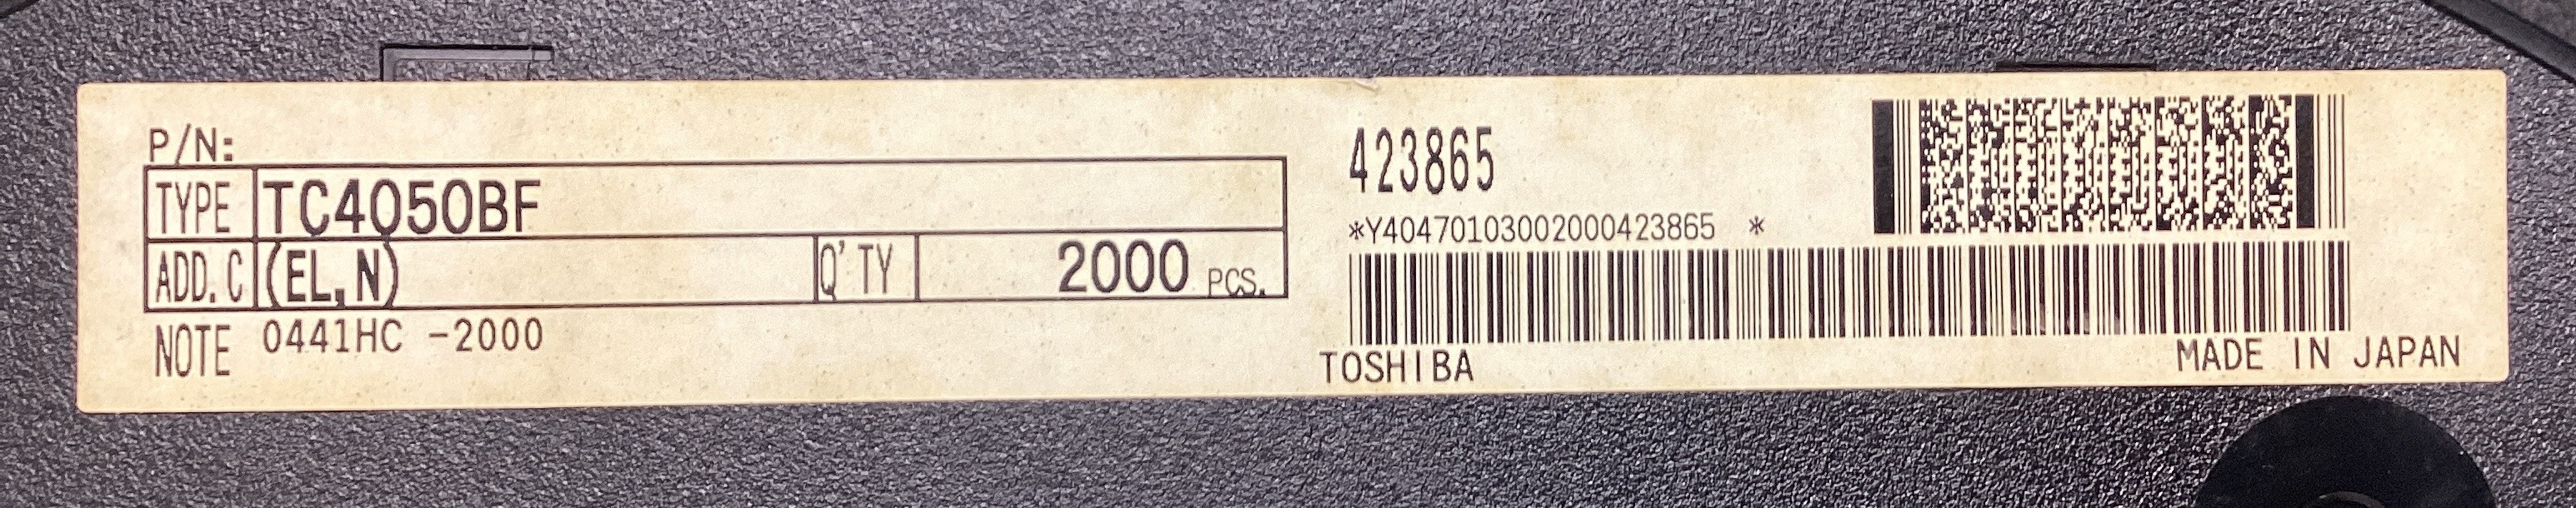 P/N:
TYPE TC4050BF
ADD. C (EL, N) Q'TY 2000 PCS.
NOTE 0441HC -2000
423865
*Y40470103002000423865 *
TOSHIBA MADE IN JAPAN